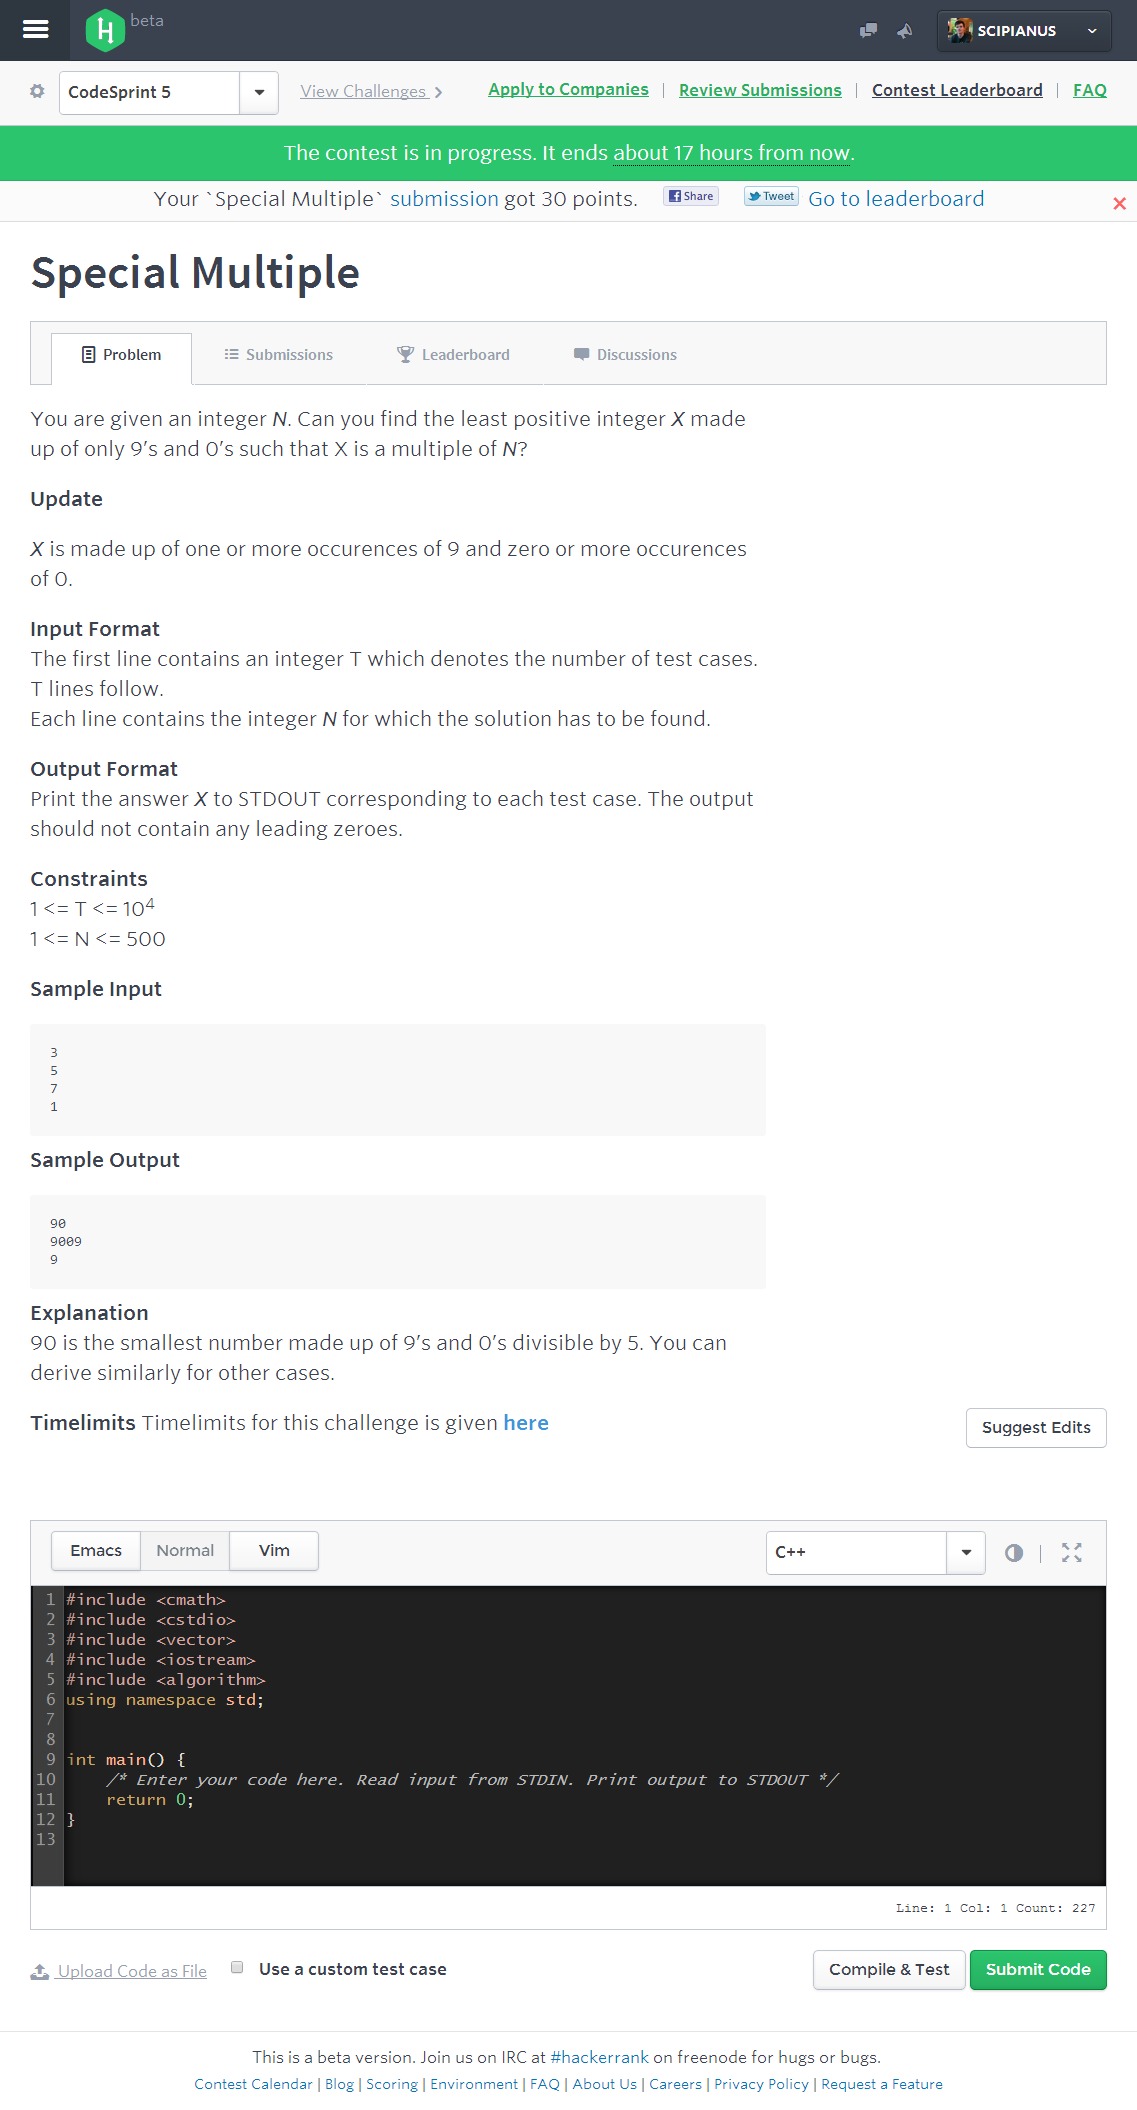 H beta
SCIPIANUS
CodeSprint 5
View Challenges
Apply to Companies | Review Submissions | Contest Leaderboard | FAQ
The contest is in progress. It ends about 17 hours from now.
Your `Special Multiple` submission got 30 points. Share Tweet Go to leaderboard
Special Multiple
Problem Submissions Leaderboard Discussions
You are given an integer N. Can you find the least positive integer X made
up of only 9's and 0's such that X is a multiple of N?
Update
X is made up of one or more occurences of 9 and zero or more occurences
of 0.
Input Format
The first line contains an integer T which denotes the number of test cases.
T lines follow.
Each line contains the integer N for which the solution has to be found.
Output Format
Print the answer X to STDOUT corresponding to each test case. The output
should not contain any leading zeroes.
Constraints
1 <= T <= 10⁴
1 <= N <= 500
Sample Input
3
5
7
1
Sample Output
90
9009
9
Explanation
90 is the smallest number made up of 9's and 0's divisible by 5. You can
derive similarly for other cases.
Timelimits Timelimits for this challenge is given here
Suggest Edits
Emacs Normal Vim
C++
1 #include <cmath>
2 #include <cstdio>
3 #include <vector>
4 #include <iostream>
5 #include <algorithm>
6 using namespace std;
7
8
9 int main() {
10 /* Enter your code here. Read input from STDIN. Print output to STDOUT */
11 return 0;
12 }
13
Line: 1 Col: 1 Count: 227
Upload Code as File
Use a custom test case
Compile & Test
Submit Code
This is a beta version. Join us on IRC at #hackerrank on freenode for hugs or bugs.
Contest Calendar | Blog | Scoring | Environment | FAQ | About Us | Careers | Privacy Policy | Request a Feature